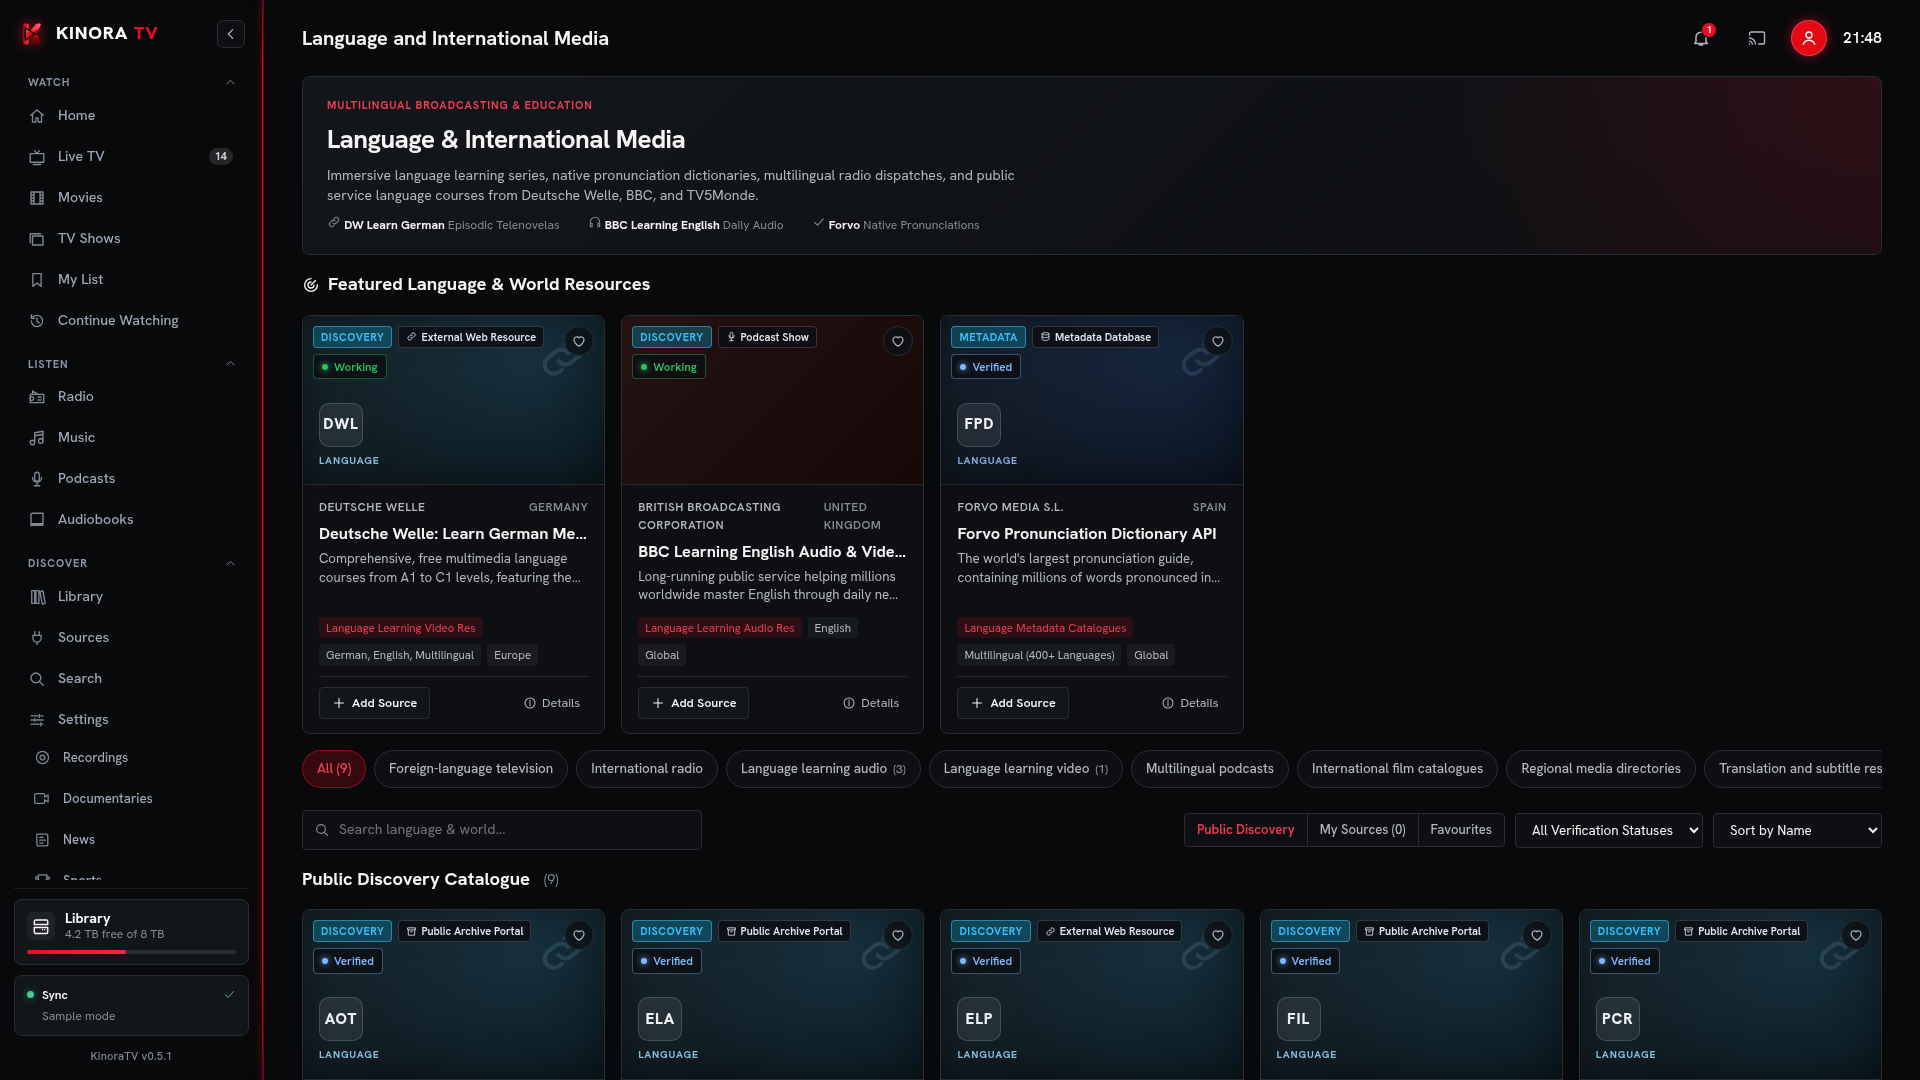 KINORA TV
WATCH
Home
Live TV 14
Movies
TV Shows
My List
Continue Watching
LISTEN
Radio
Music
Podcasts
Audiobooks
DISCOVER
Library
Sources
Search
Settings
Recordings
Documentaries
News
Sports
Library
4.2 TB free of 8 TB
Sync
Sample mode
KinoraTV v0.5.1
Language and International Media
1
21:48
MULTILINGUAL BROADCASTING & EDUCATION
Language & International Media
Immersive language learning series, native pronunciation dictionaries, multilingual radio dispatches, and public
service language courses from Deutsche Welle, BBC, and TV5Monde.
DW Learn German Episodic Telenovelas · BBC Learning English Daily Audio · Forvo Native Pronunciations
Featured Language & World Resources
DISCOVERY External Web Resource
Working
DWL
LANGUAGE
DEUTSCHE WELLE GERMANY
Deutsche Welle: Learn German Me...
Comprehensive, free multimedia language
courses from A1 to C1 levels, featuring the...
Language Learning Video Res
German, English, Multilingual Europe
Add Source Details
DISCOVERY Podcast Show
Working
BRITISH BROADCASTING CORPORATION UNITED KINGDOM
BBC Learning English Audio & Vide...
Long-running public service helping millions
worldwide master English through daily ne...
Language Learning Audio Res English
Global
Add Source Details
METADATA Metadata Database
Verified
FPD
LANGUAGE
FORVO MEDIA S.L. SPAIN
Forvo Pronunciation Dictionary API
The world's largest pronunciation guide,
containing millions of words pronounced in...
Language Metadata Catalogues
Multilingual (400+ Languages) Global
Add Source Details
All (9) Foreign-language television International radio Language learning audio (3) Language learning video (1) Multilingual podcasts International film catalogues Regional media directories Translation and subtitle res
Search language & world...
Public Discovery My Sources (0) Favourites All Verification Statuses Sort by Name
Public Discovery Catalogue (9)
DISCOVERY Public Archive Portal
Verified
AOT
LANGUAGE
DISCOVERY Public Archive Portal
Verified
ELA
LANGUAGE
DISCOVERY External Web Resource
Verified
ELP
LANGUAGE
DISCOVERY Public Archive Portal
Verified
FIL
LANGUAGE
DISCOVERY Public Archive Portal
Verified
PCR
LANGUAGE